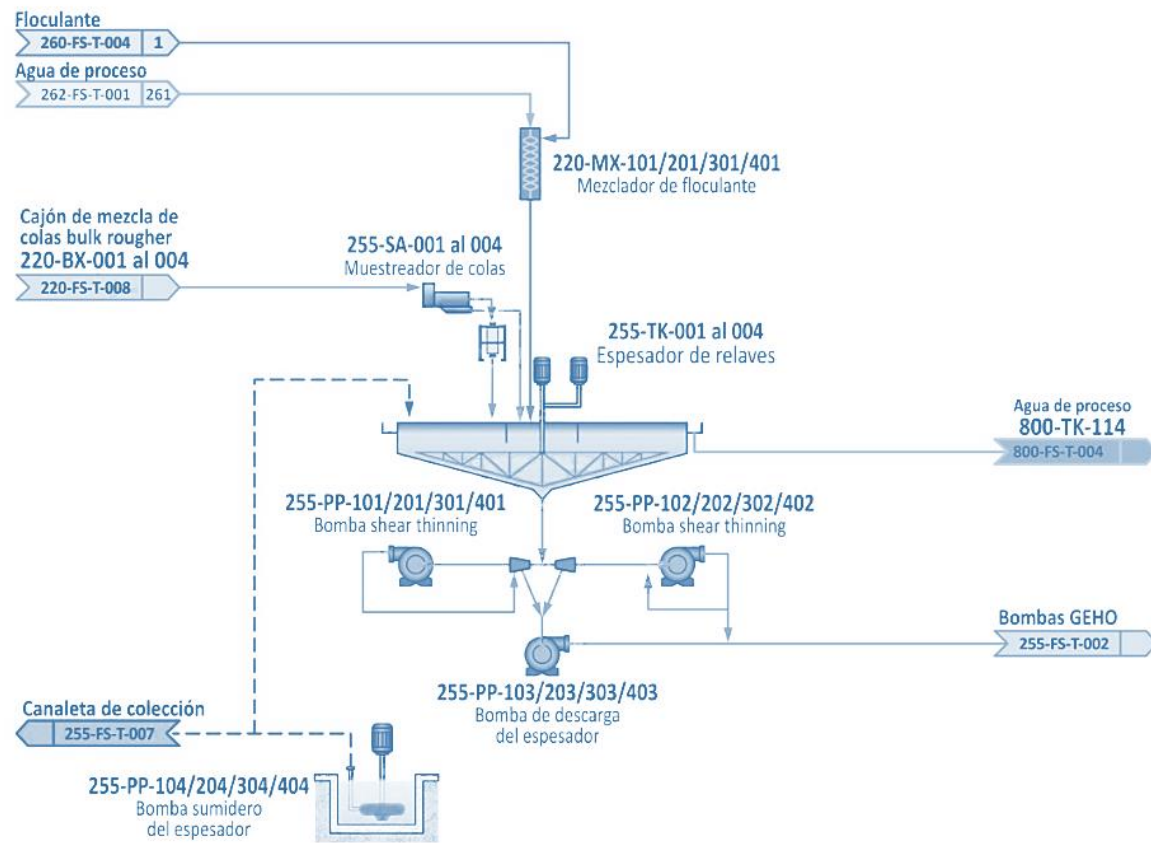 Floculante
260-FS-T-004 1
Agua de proceso
262-FS-T-001 261
220-MX-101/201/301/401
Mezclador de floculante
Cajón de mezcla de
colas bulk rougher
220-BX-001 al 004
220-FS-T-008
255-SA-001 al 004
Muestreador de colas
255-TK-001 al 004
Espesador de relaves
Agua de proceso
800-TK-114
800-FS-T-004
255-PP-101/201/301/401
Bomba shear thinning
255-PP-102/202/302/402
Bomba shear thinning
Bombas GEHO
255-FS-T-002
255-PP-103/203/303/403
Bomba de descarga
del espesador
Canaleta de colección
255-FS-T-007
255-PP-104/204/304/404
Bomba sumidero
del espesador